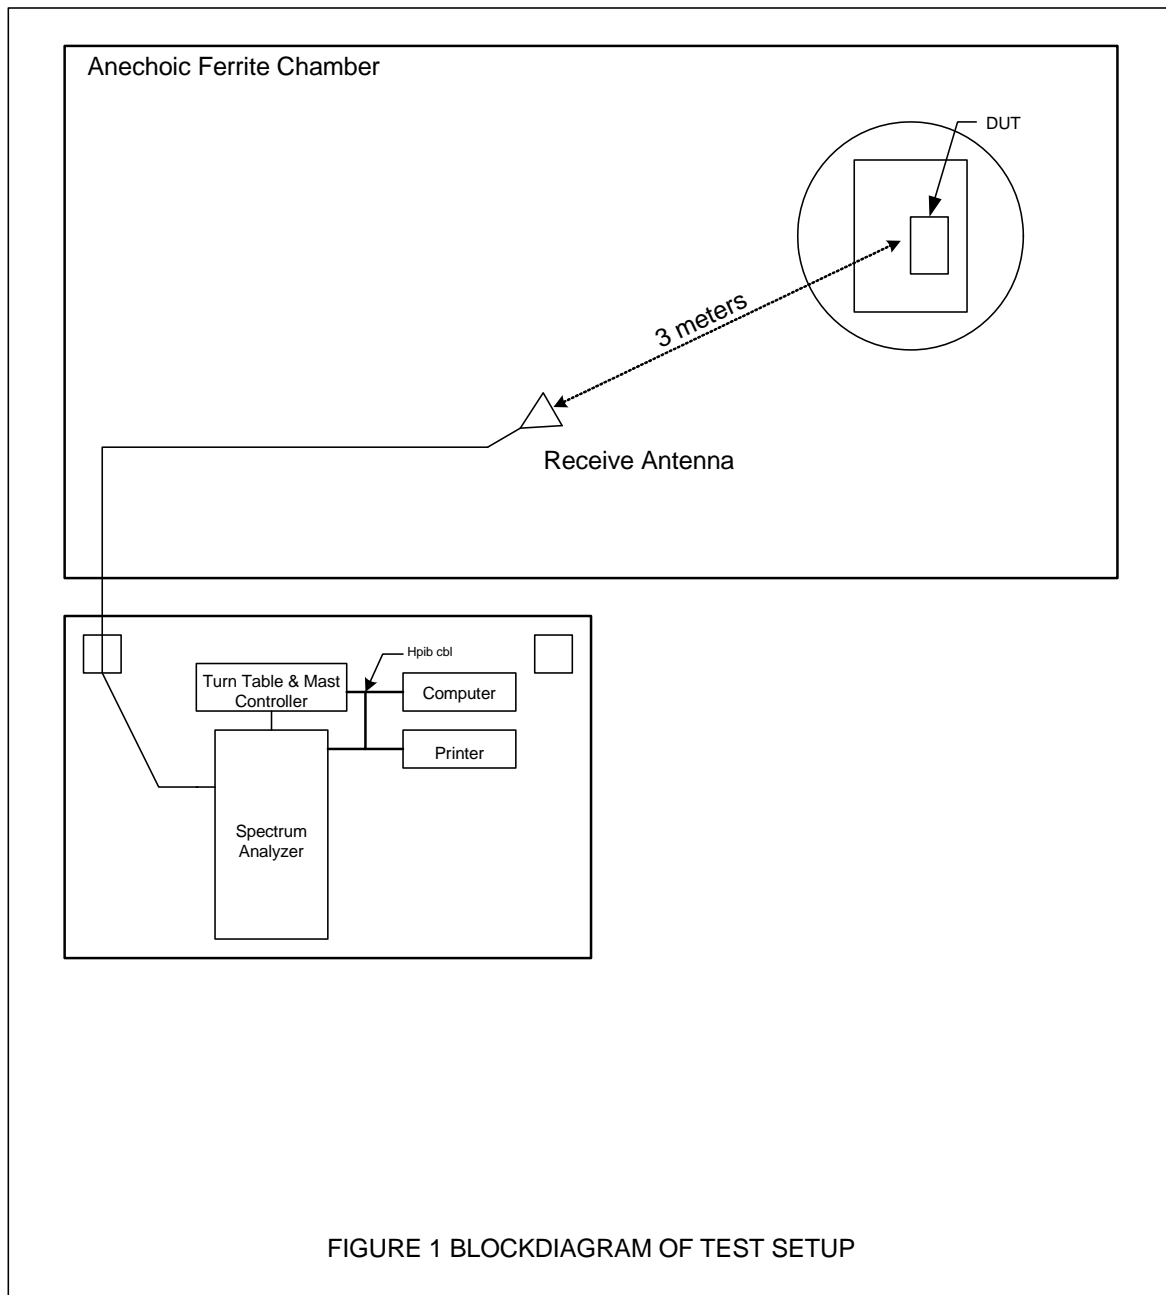 Anechoic Ferrite Chamber
DUT
3 meters
Receive Antenna
Hpib cbl
Turn Table & Mast
Controller
Computer
Printer
Spectrum
Analyzer
FIGURE 1 BLOCKDIAGRAM OF TEST SETUP